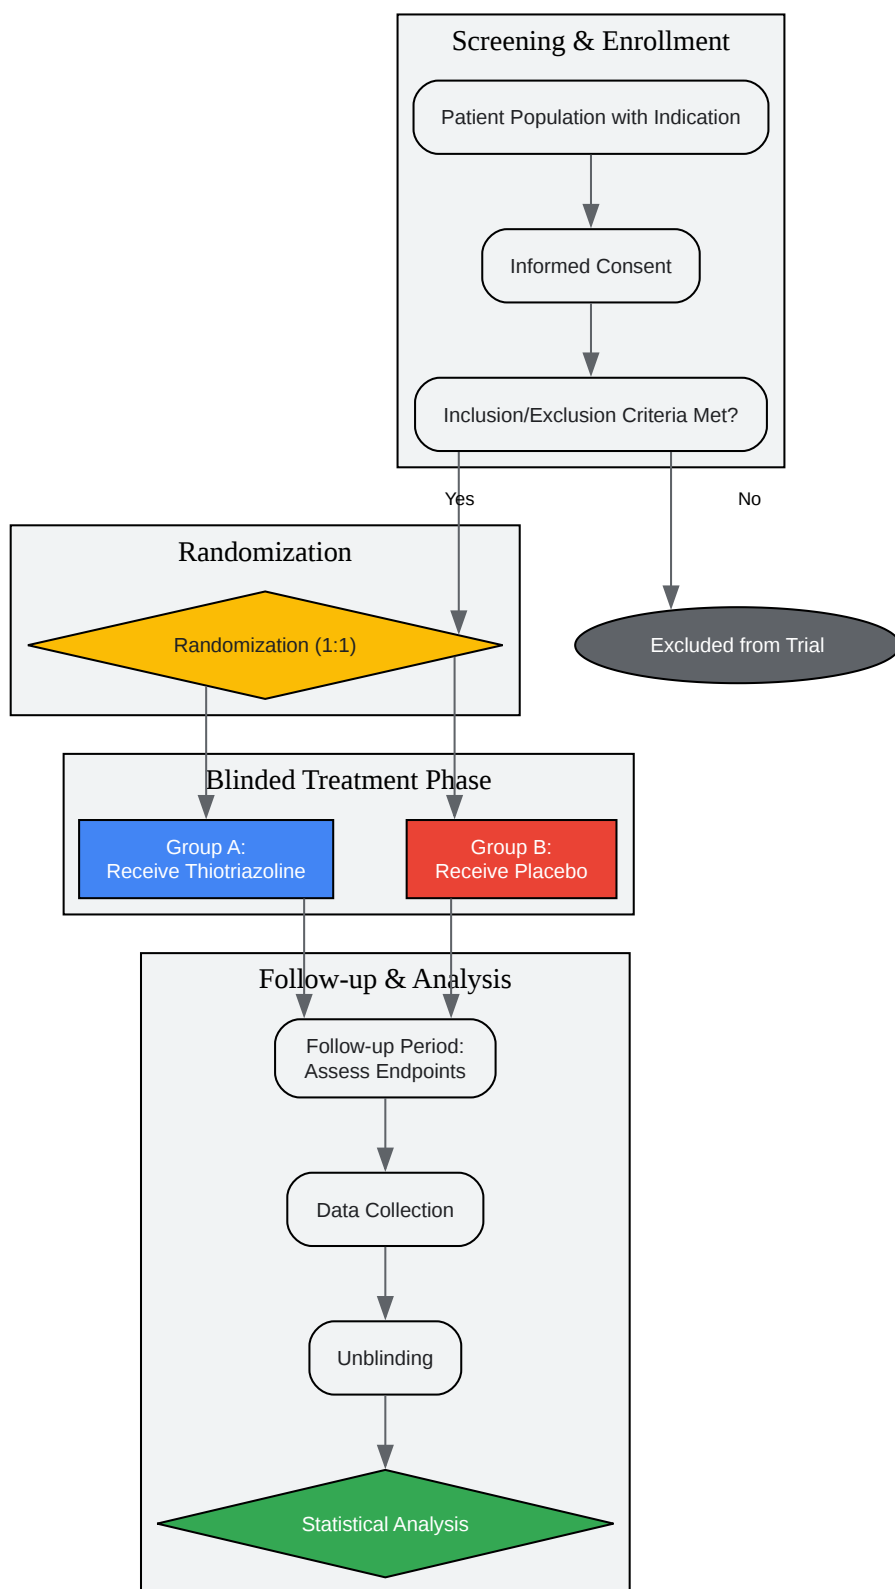 Screening & Enrollment
Patient Population with Indication
Informed Consent
Inclusion/Exclusion Criteria Met?
Yes
No
Randomization
Randomization (1:1)
Excluded from Trial
Blinded Treatment Phase
Group A:
Receive Thiotriazoline
Group B:
Receive Placebo
Follow-up & Analysis
Follow-up Period:
Assess Endpoints
Data Collection
Unblinding
Statistical Analysis